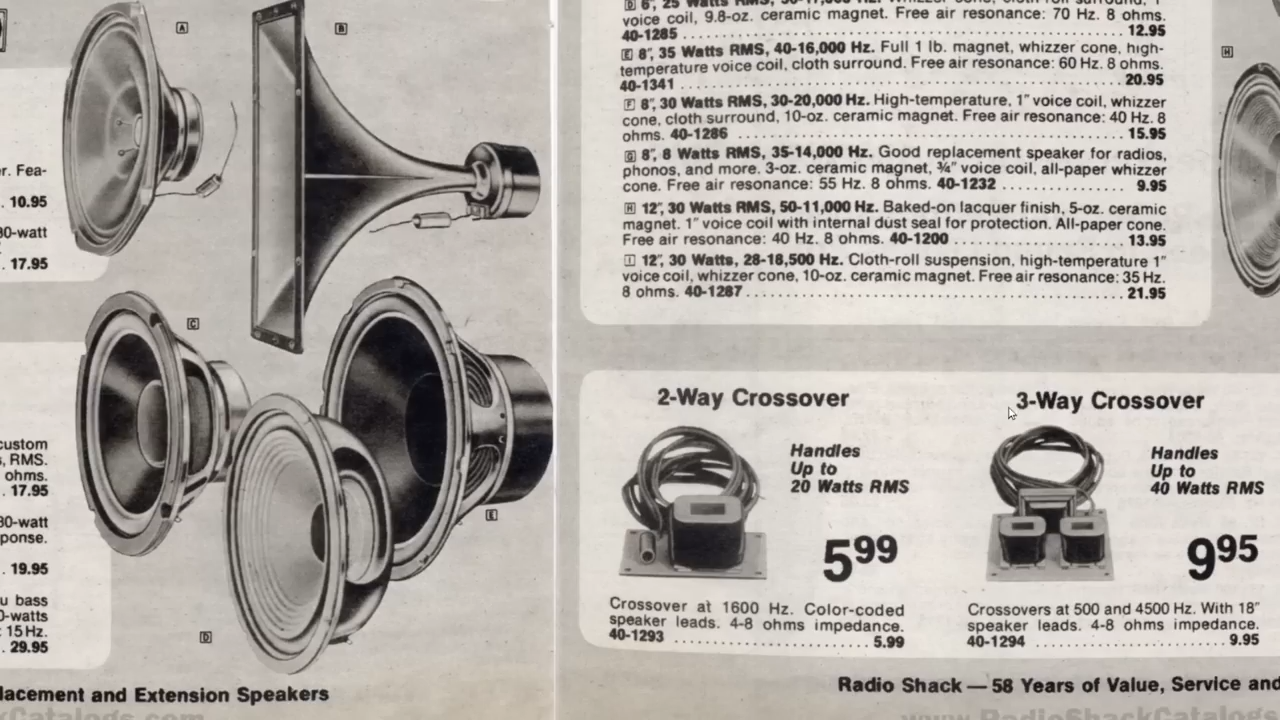 A
B
r. Fea-
. 10.95
30-watt
. 17.95
C
custom
s, RMS.
ohms.
. 17.95
30-watt
ponse.
. 19.95
u bass
0-watts
15 Hz.
. 29.95
D
E
lacement and Extension Speakers
kCatalogs.com
D 6", 25 Watts RMS,
voice coil, 9.8-oz. ceramic magnet. Free air resonance: 70 Hz. 8 ohms.
40-1285 ........ 12.95
E 8", 35 Watts RMS, 40-16,000 Hz. Full 1 lb. magnet, whizzer cone, high-
temperature voice coil, cloth surround. Free air resonance: 60 Hz. 8 ohms.
40-1341 ........ 20.95
F 8", 30 Watts RMS, 30-20,000 Hz. High-temperature, 1" voice coil, whizzer
cone, cloth surround, 10-oz. ceramic magnet. Free air resonance: 40 Hz. 8
ohms. 40-1286 ........ 15.95
G 8", 8 Watts RMS, 35-14,000 Hz. Good replacement speaker for radios,
phonos, and more. 3-oz. ceramic magnet, ¾" voice coil, all-paper whizzer
cone. Free air resonance: 55 Hz. 8 ohms. 40-1232 ........ 9.95
H 12", 30 Watts RMS, 50-11,000 Hz. Baked-on lacquer finish, 5-oz. ceramic
magnet. 1" voice coil with internal dust seal for protection. All-paper cone.
Free air resonance: 40 Hz. 8 ohms. 40-1200 ........ 13.95
I 12", 30 Watts, 28-18,500 Hz. Cloth-roll suspension, high-temperature 1"
voice coil, whizzer cone, 10-oz. ceramic magnet. Free air resonance: 35 Hz.
8 ohms. 40-1287 ........ 21.95
H
2-Way Crossover
Handles
Up to
20 Watts RMS
5 99
Crossover at 1600 Hz. Color-coded
speaker leads. 4-8 ohms impedance.
40-1293 ........ 5.99
3-Way Crossover
Handles
Up to
40 Watts RMS
9 95
Crossovers at 500 and 4500 Hz. With 18"
speaker leads. 4-8 ohms impedance.
40-1294 ........ 9.95
Radio Shack — 58 Years of Value, Service and
www.RadioShackCatalogs